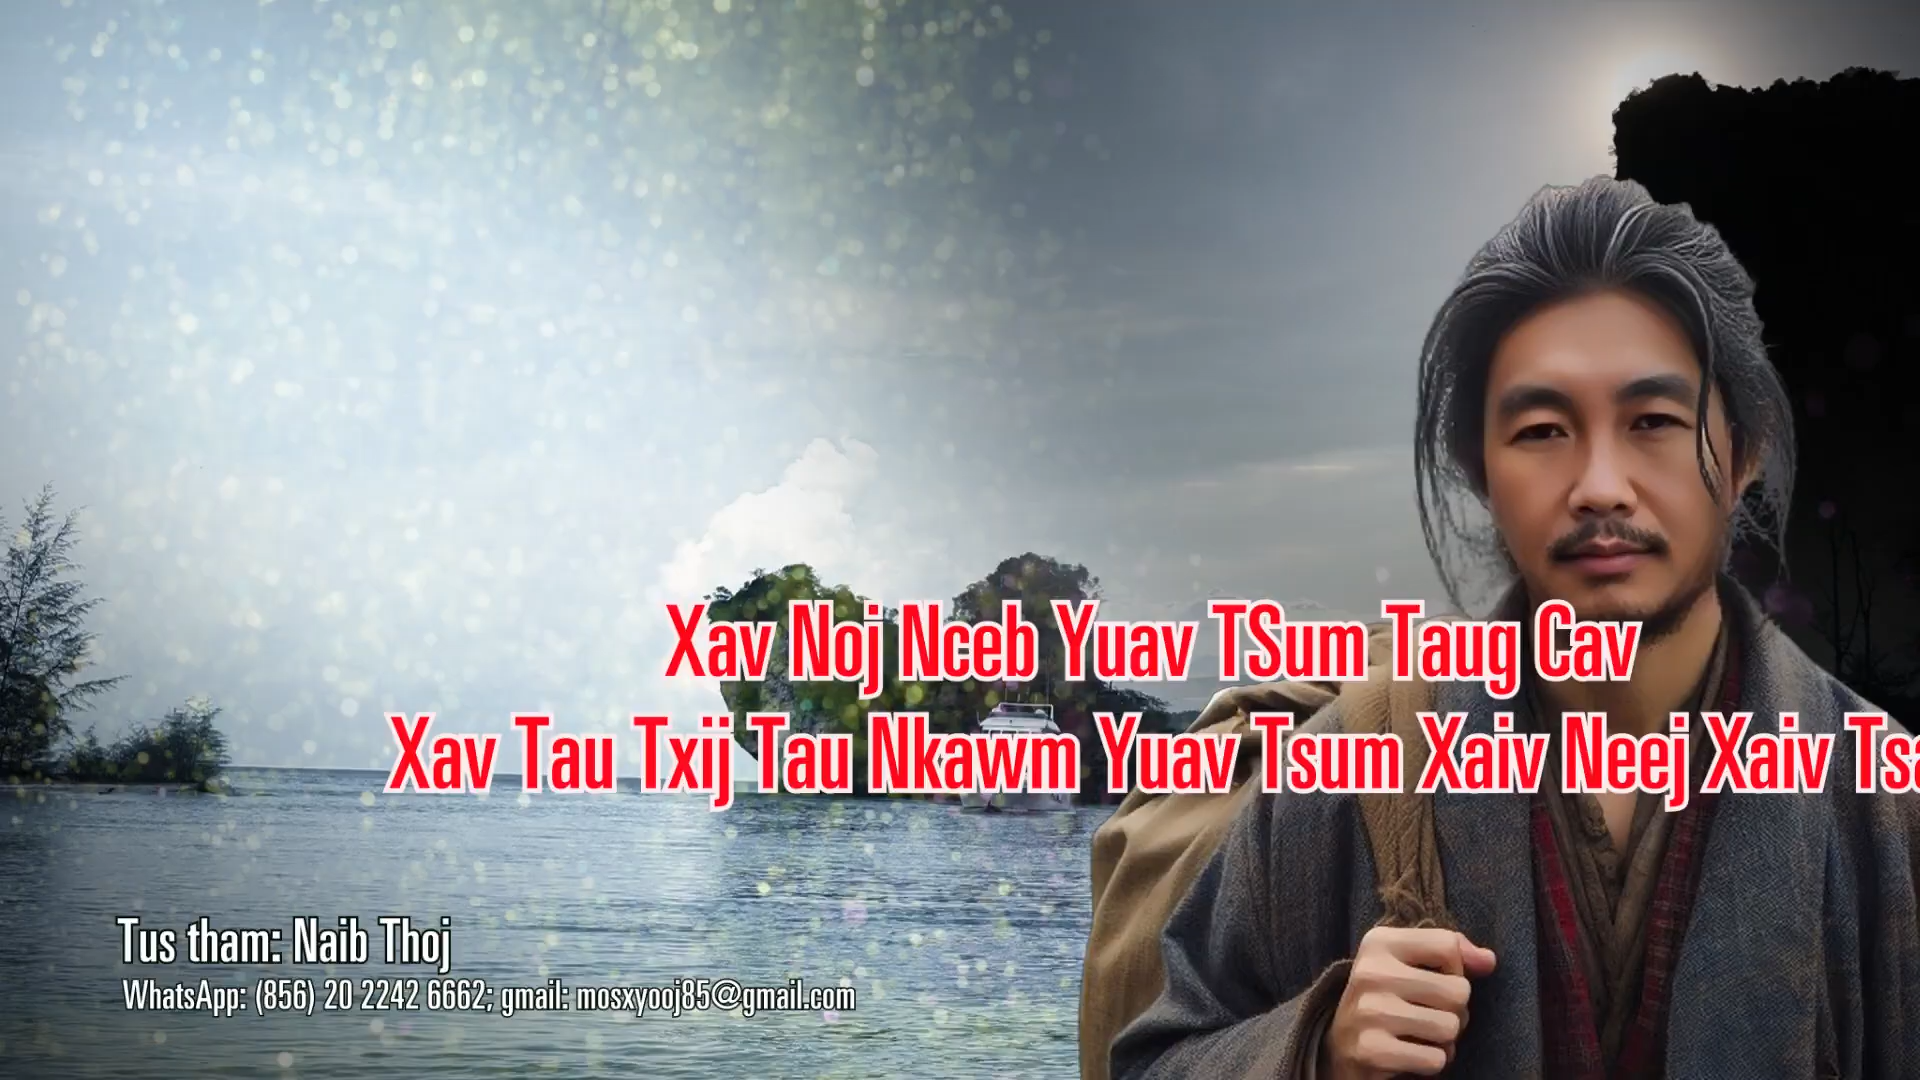 Xav Noj Nceb Yuav TSum Taug Cav
Xav Tau Txij Tau Nkawm Yuav Tsum Xaiv Neej Xaiv
Tus tham: Naib Thoj
WhatsApp: (856) 20 2242 6662; gmail: mosxyooj85@gmail.com